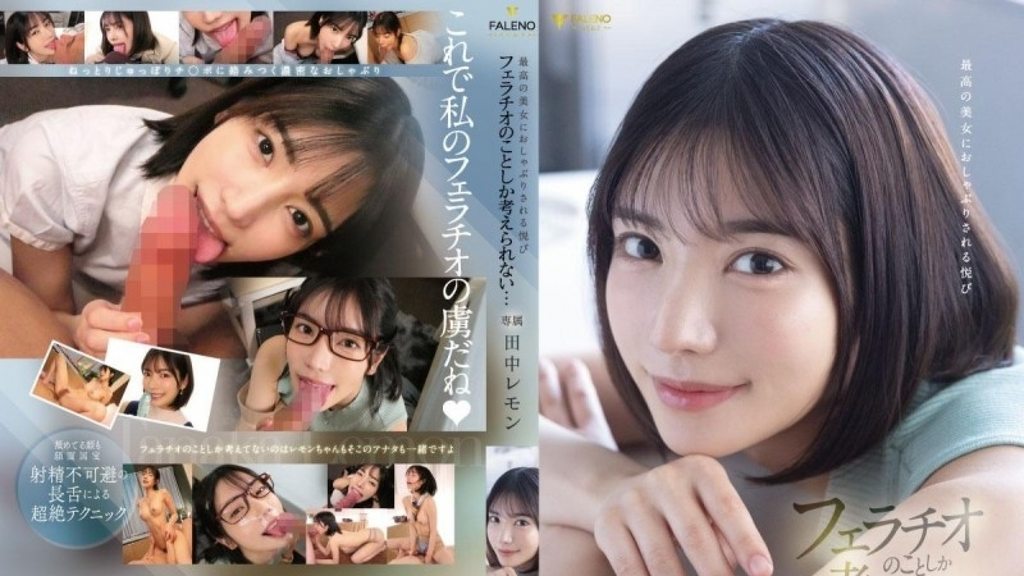 ねっとりじゅっぽりチ〇ポに絡みつく濃密なおしゃぶり
これで私のフェラチオの虜だね♥
フェラチオのことしか考えてないのはレモンちゃんもそこのアナタも一緒ですよ
射精不可避の
長舌による
超絶テクニック
FALENO
最高の美女におしゃぶりされる悦び
フェラチオのことしか考えられない…
専属
田中レモン
FALENO
最高の美女におしゃぶりされる悦び
フェラチオ
のことしか